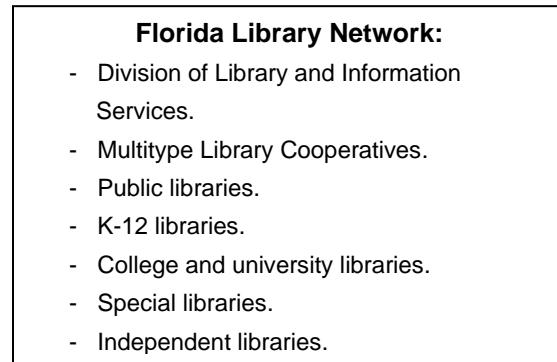 Florida Library Network:
- Division of Library and Information
Services.
- Multitype Library Cooperatives.
- Public libraries.
- K-12 libraries.
- College and university libraries.
- Special libraries.
- Independent libraries.